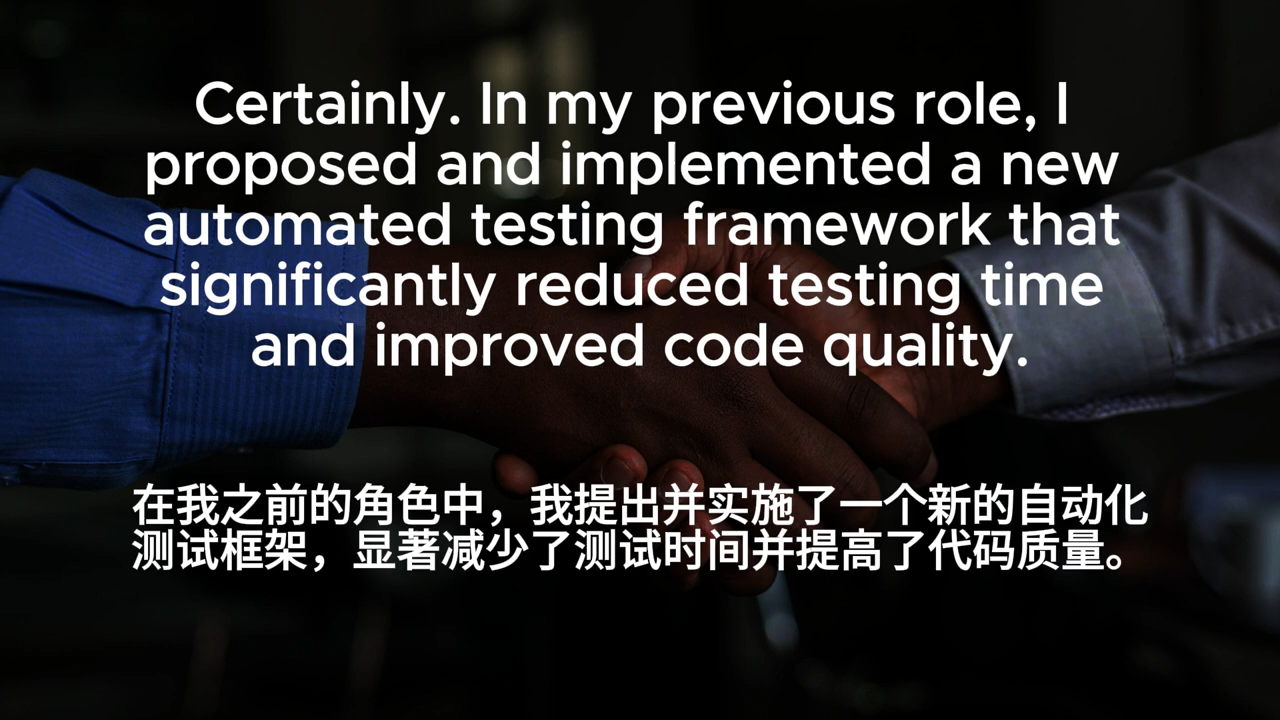 Certainly. In my previous role, I
proposed and implemented a new
automated testing framework that
significantly reduced testing time
and improved code quality.
在我之前的角色中，我提出并实施了一个新的自动化
测试框架，显著减少了测试时间并提高了代码质量。